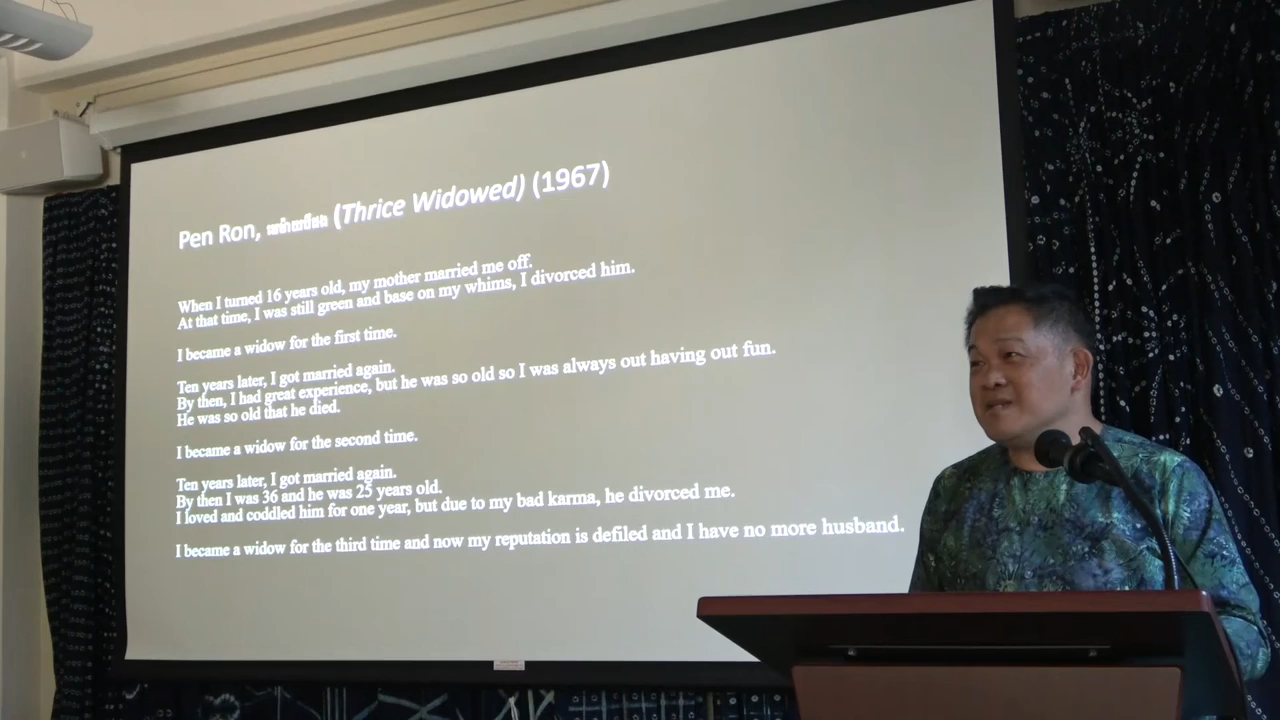 Pen Ron, (Thrice Widowed) (1967)
When I turned 16 years old, my mother married me off.
At that time, I was still green and base on my whims, I divorced him.
I became a widow for the first time.
Ten years later, I got married again.
By then, I had great experience, but he was so old so I was always out having out fun.
He was so old that he died.
I became a widow for the second time.
Ten years later, I got married again.
By then I was 36 and he was 25 years old.
I loved and coddled him for one year, but due to my bad karma, he divorced me.
I became a widow for the third time and now my reputation is defiled and I have no more husband.